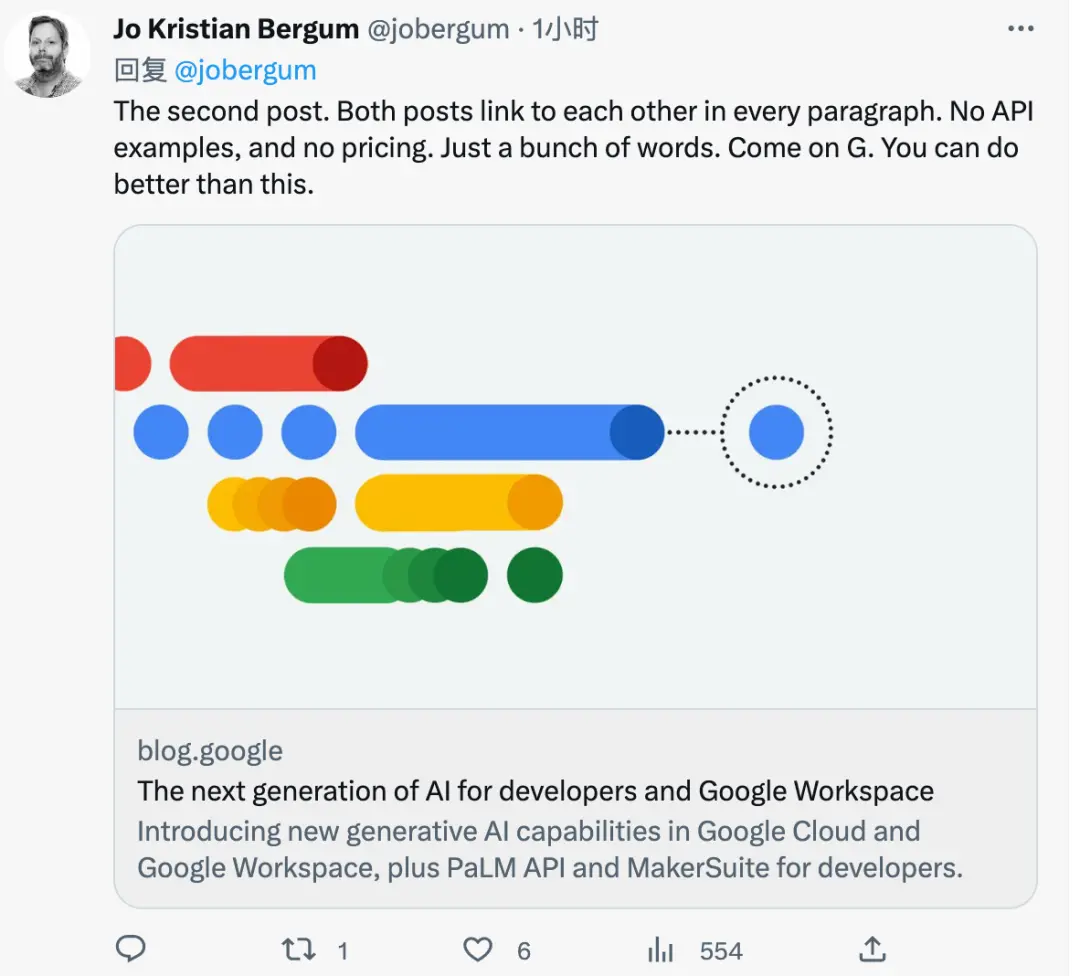 Jo Kristian Bergum @jobergum · 1小时
回复 @jobergum
The second post. Both posts link to each other in every paragraph. No API
examples, and no pricing. Just a bunch of words. Come on G. You can do
better than this.
blog.google
The next generation of AI for developers and Google Workspace
Introducing new generative AI capabilities in Google Cloud and
Google Workspace, plus PaLM API and MakerSuite for developers.
1 6 554